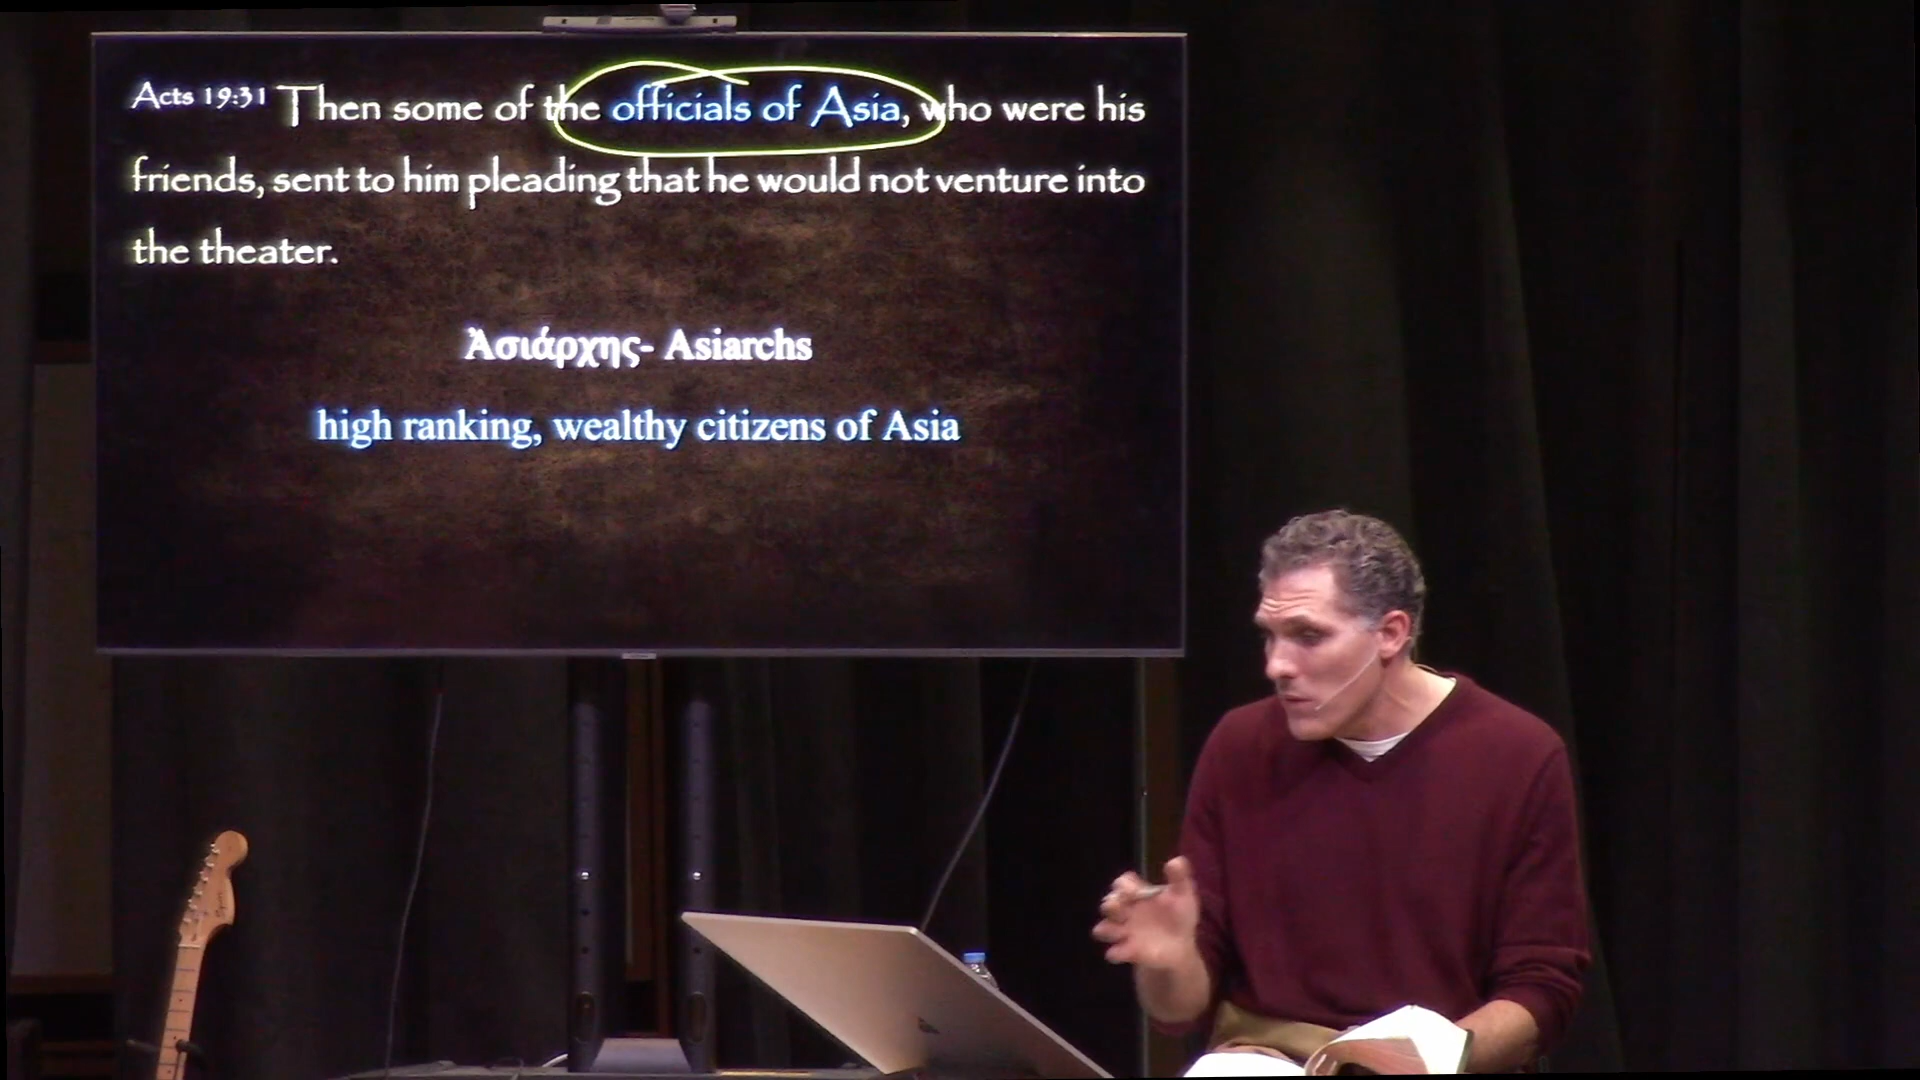 Acts 19:31 Then some of the officials of Asia, who were his
friends, sent to him pleading that he would not venture into
the theater.
Ἀσιάρχης- Asiarchs
high ranking, wealthy citizens of Asia